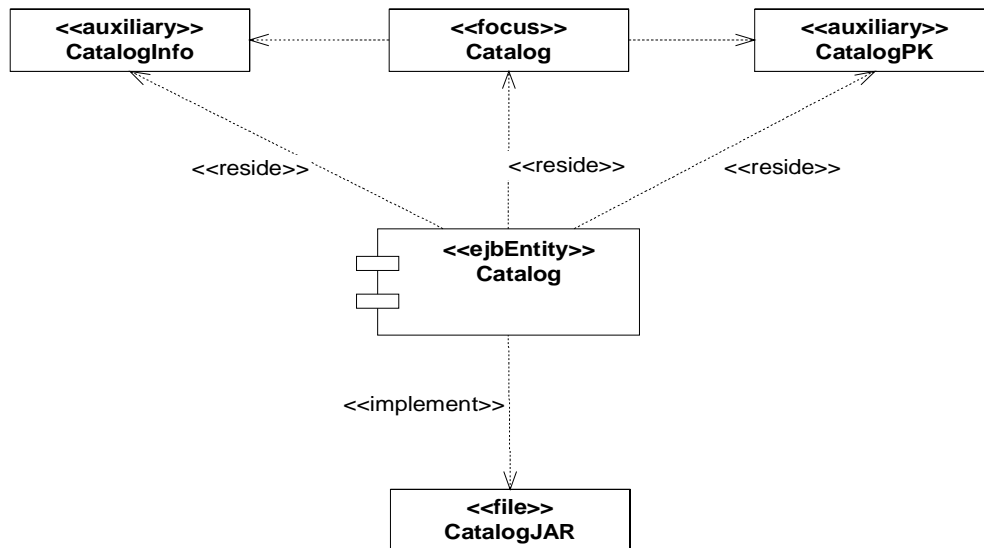 <<auxiliary>>
CatalogInfo
<<focus>>
Catalog
<<auxiliary>>
CatalogPK
<<reside>>
<<reside>>
<<reside>>
<<ejbEntity>>
Catalog
<<implement>>
<<file>>
CatalogJAR